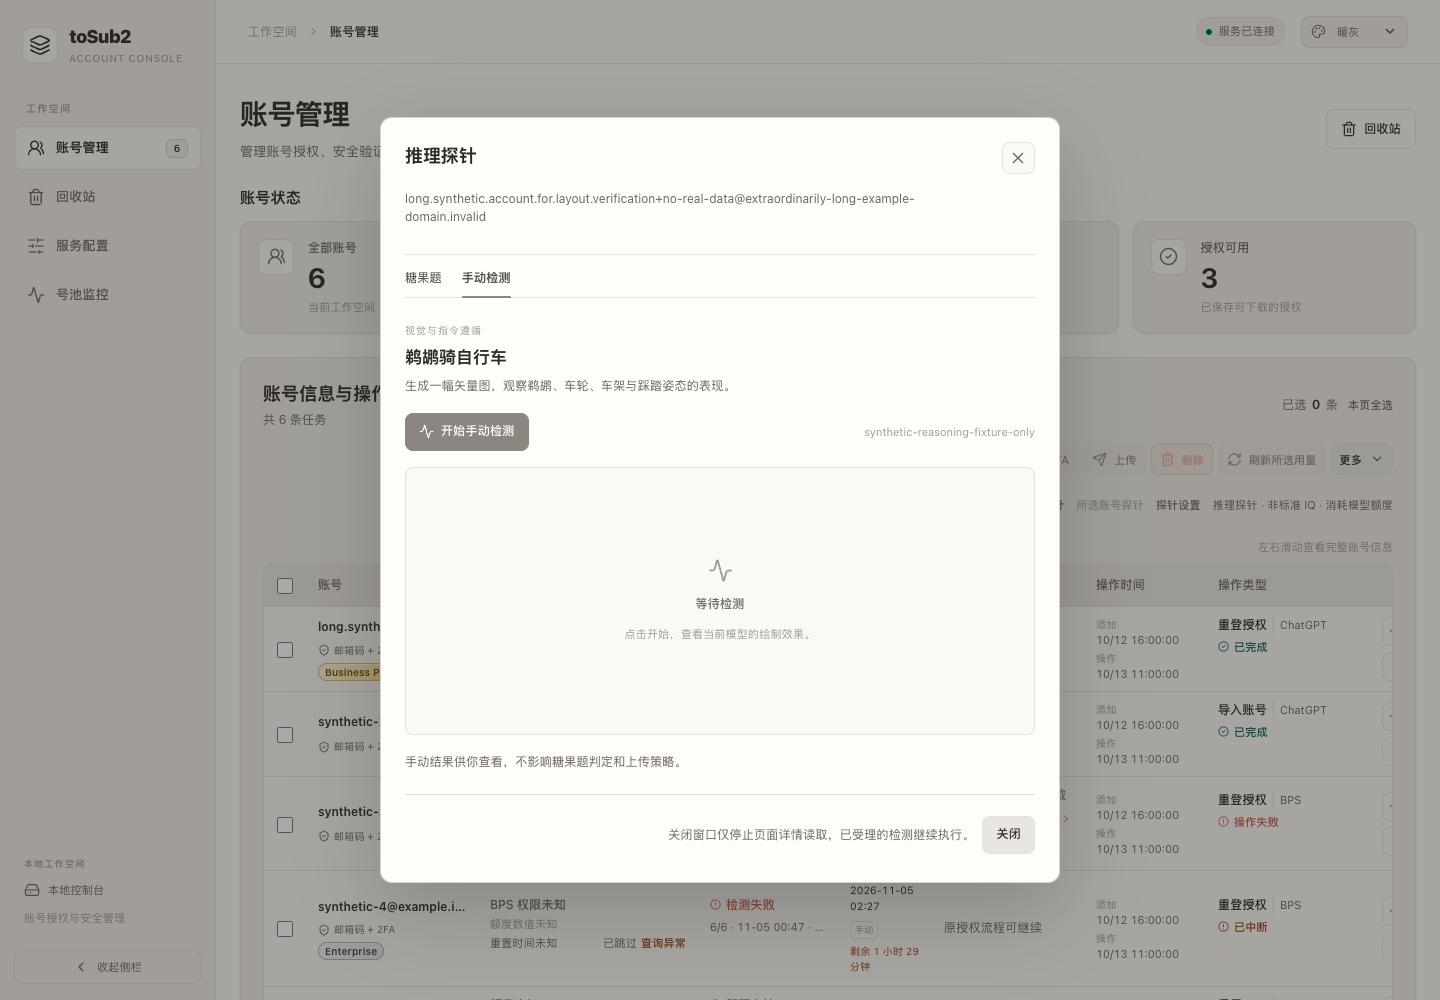 toSub2
ACCOUNT CONSOLE
工作空间
账号管理
6
回收站
服务配置
号池监控
本地工作空间
本地控制台
账号授权与安全管理
收起侧栏
工作空间
账号管理
服务已连接
暖灰
账号管理
管理账号授权、安全验证
回收站
账号状态
全部账号
6
当前工作空间
授权可用
3
已保存可下载的授权
账号信息与操作
共 6 条任务
已选 0 条 本页全选
FA
上传
删除
刷新所选用量
更多
所选账号探针
探针设置
推理探针 · 非标准 IQ · 消耗模型额度
左右滑动查看完整账号信息
推理探针
long.synthetic.account.for.layout.verification+no-real-data@extraordinarily-long-example-
domain.invalid
糖果题
手动检测
视觉与指令遵循
鹈鹕骑自行车
生成一幅矢量图，观察鹈鹕、车轮、车架与踩踏姿态的表现。
开始手动检测
synthetic-reasoning-fixture-only
等待检测
点击开始，查看当前模型的绘制效果。
手动结果供你查看，不影响糖果题判定和上传策略。
关闭窗口仅停止页面详情读取，已受理的检测继续执行。
关闭
账号
操作时间
操作类型
long.synth
邮箱码 + 2
Business P
添加
10/12 16:00:00
操作
10/13 11:00:00
重登授权 ChatGPT
已完成
synthetic-
邮箱码 + 2
添加
10/12 16:00:00
操作
10/13 11:00:00
导入账号 ChatGPT
已完成
synthetic-
邮箱码 + 2
添加
10/12 16:00:00
操作
10/13 11:00:00
重登授权 BPS
操作失败
synthetic-4@example.i...
邮箱码 + 2FA
Enterprise
BPS 权限未知
额度数值未知
重置时间未知
已跳过 查询异常
检测失败
6/6 · 11-05 00:47 · ...
2026-11-05
02:27
手动
剩余 1 小时 29
分钟
原授权流程可继续
添加
10/12 16:00:00
操作
10/13 11:00:00
重登授权 BPS
已中断